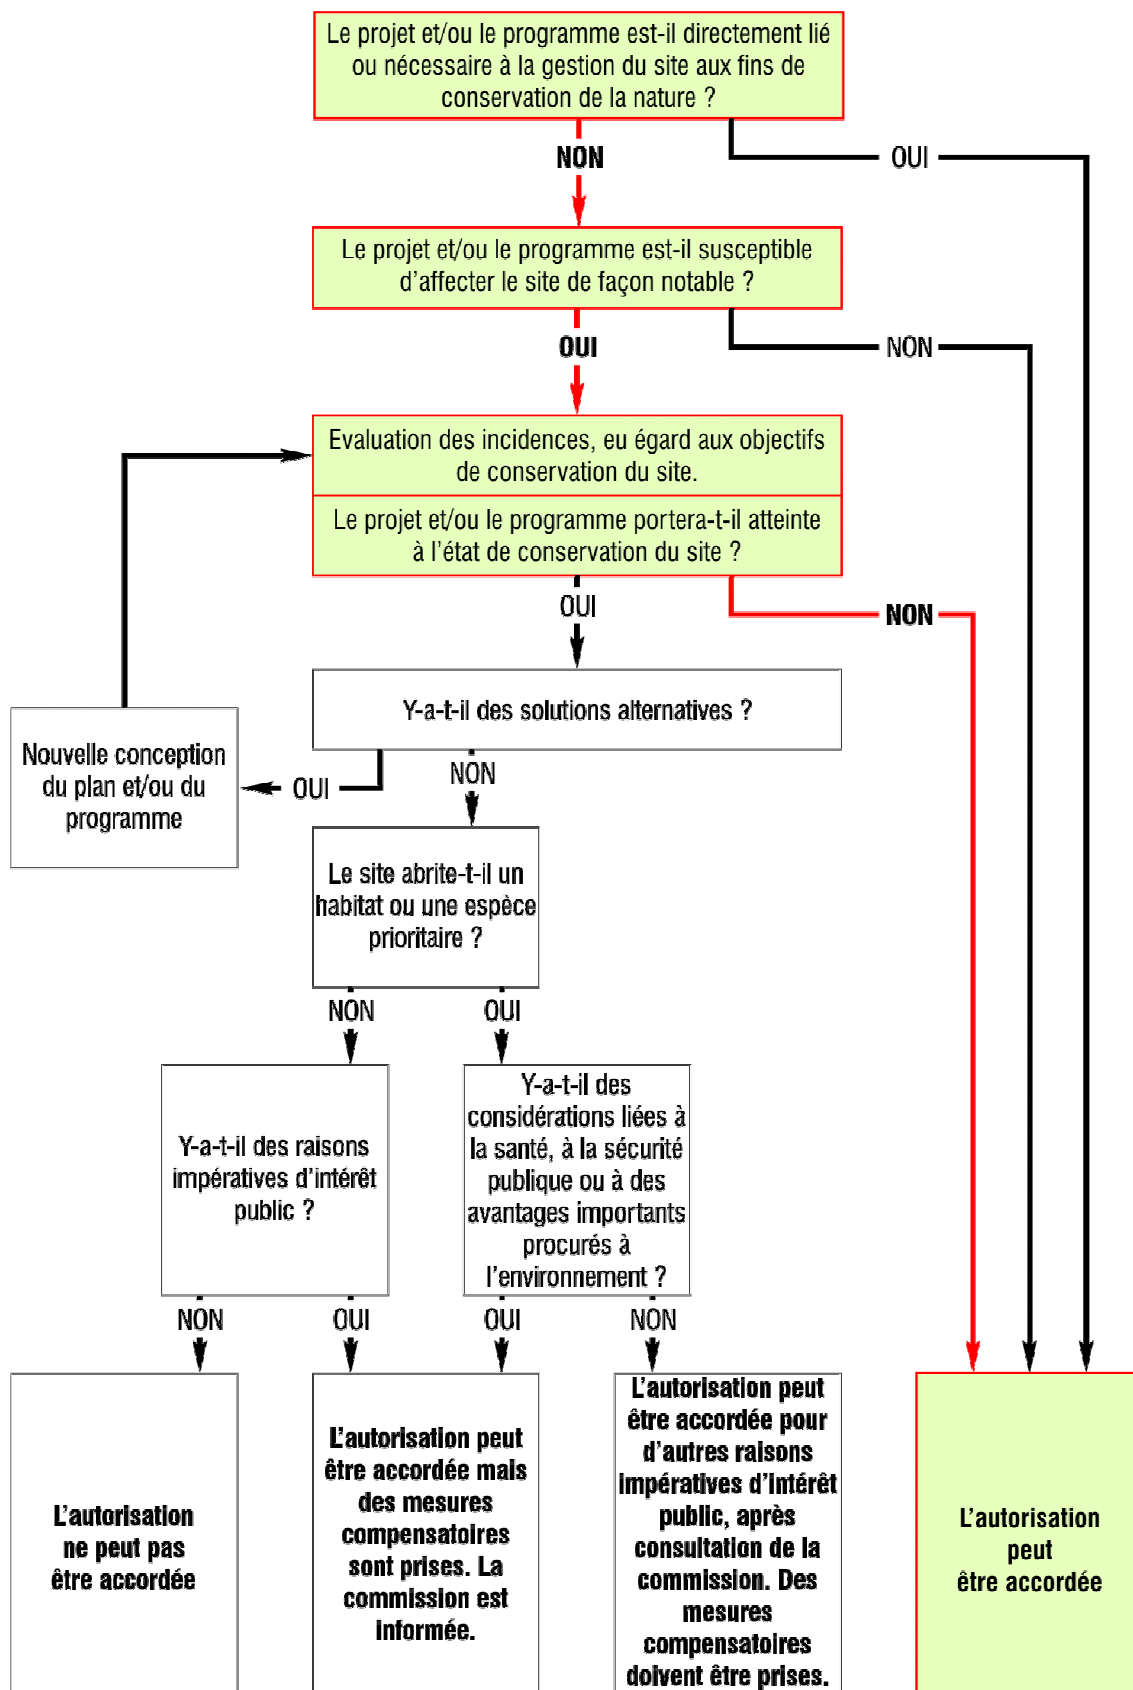 Le projet et/ou le programme est-il directement lié
ou nécessaire à la gestion du site aux fins de
conservation de la nature ?
NON
OUI
Le projet et/ou le programme est-il susceptible
d'affecter le site de façon notable ?
OUI
NON
Evaluation des incidences, eu égard aux objectifs
de conservation du site.
Le projet et/ou le programme portera-t-il atteinte
à l'état de conservation du site ?
OUI
NON
Y-a-t-il des solutions alternatives ?
Nouvelle conception
du plan et/ou du
programme
OUI
NON
Le site abrite-t-il un
habitat ou une espèce
prioritaire ?
NON
OUI
Y-a-t-il des raisons
impératives d'intérêt
public ?
Y-a-t-il des
considérations liées à
la santé, à la sécurité
publique ou à des
avantages importants
procurés à
l'environnement ?
NON
OUI
OUI
NON
L'autorisation
ne peut pas
être accordée
L'autorisation peut
être accordée mais
des mesures
compensatoires
sont prises. La
commission est
informée.
L'autorisation peut
être accordée pour
d'autres raisons
impératives d'intérêt
public, après
consultation de la
commission. Des
mesures
compensatoires
doivent être prises.
L'autorisation
peut
être accordée